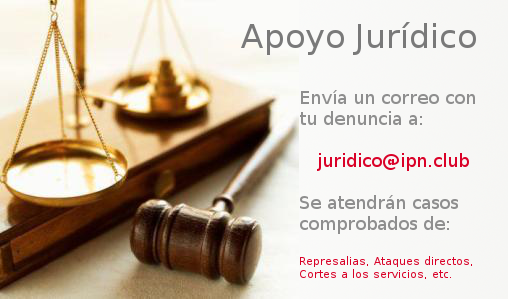 Apoyo Jurídico
Envía un correo con
tu denuncia a:
juridico@ipn.club
Se atendrán casos
comprobados de:
Represalias, Ataques directos,
Cortes a los servicios, etc.